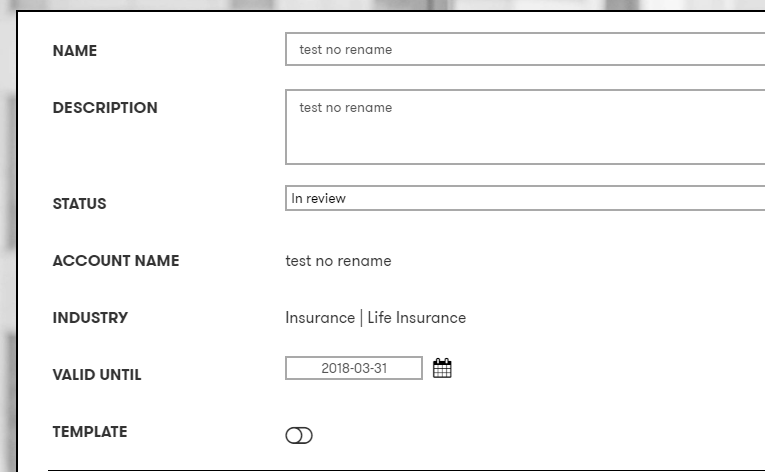 NAME test no rename
DESCRIPTION test no rename
STATUS In review
ACCOUNT NAME test no rename
INDUSTRY Insurance | Life Insurance
VALID UNTIL 2018-03-31
TEMPLATE